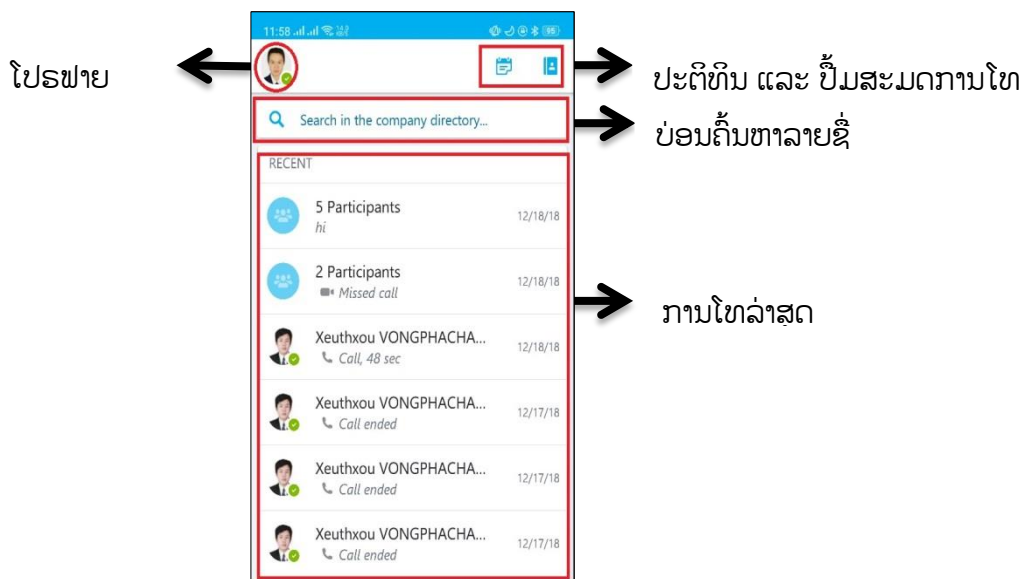 11:58
65
ໂປຣຟາຍ
ປະຕິທິນ ແລະ ປຶ້ມສະມດການໂທ
Search in the company directory...
ບ່ອນຄົ້ນຫາລາຍຊື່
RECENT
5 Participants
12/18/18
hi
2 Participants
12/18/18
Missed call
ການໂທລ່າສຸດ
Xeuthxou VONGPHACHA...
12/18/18
Call, 48 sec
Xeuthxou VONGPHACHA...
12/17/18
Call ended
Xeuthxou VONGPHACHA...
12/17/18
Call ended
Xeuthxou VONGPHACHA...
12/17/18
Call ended